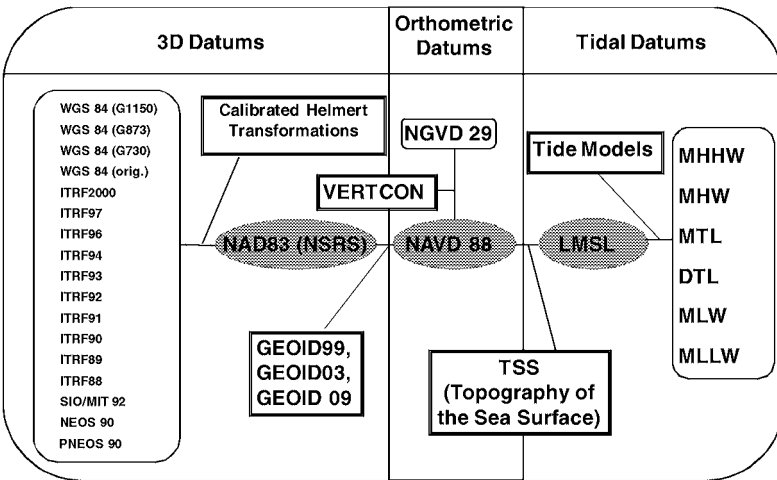 3D Datums
Orthometric
Datums
Tidal Datums
WGS 84 (G1150)
WGS 84 (G873)
WGS 84 (G730)
WGS 84 (orig.)
ITRF2000
ITRF97
ITRF96
ITRF94
ITRF93
ITRF92
ITRF91
ITRF90
ITRF89
ITRF88
SIO/MIT 92
NEOS 90
PNEOS 90
Calibrated Helmert
Transformations
NAD83 (NSRS)
GEOID99,
GEOID03,
GEOID 09
NGVD 29
VERTCON
NAVD 88
Tide Models
LMSL
TSS
(Topography of
the Sea Surface)
MHHW
MHW
MTL
DTL
MLW
MLLW